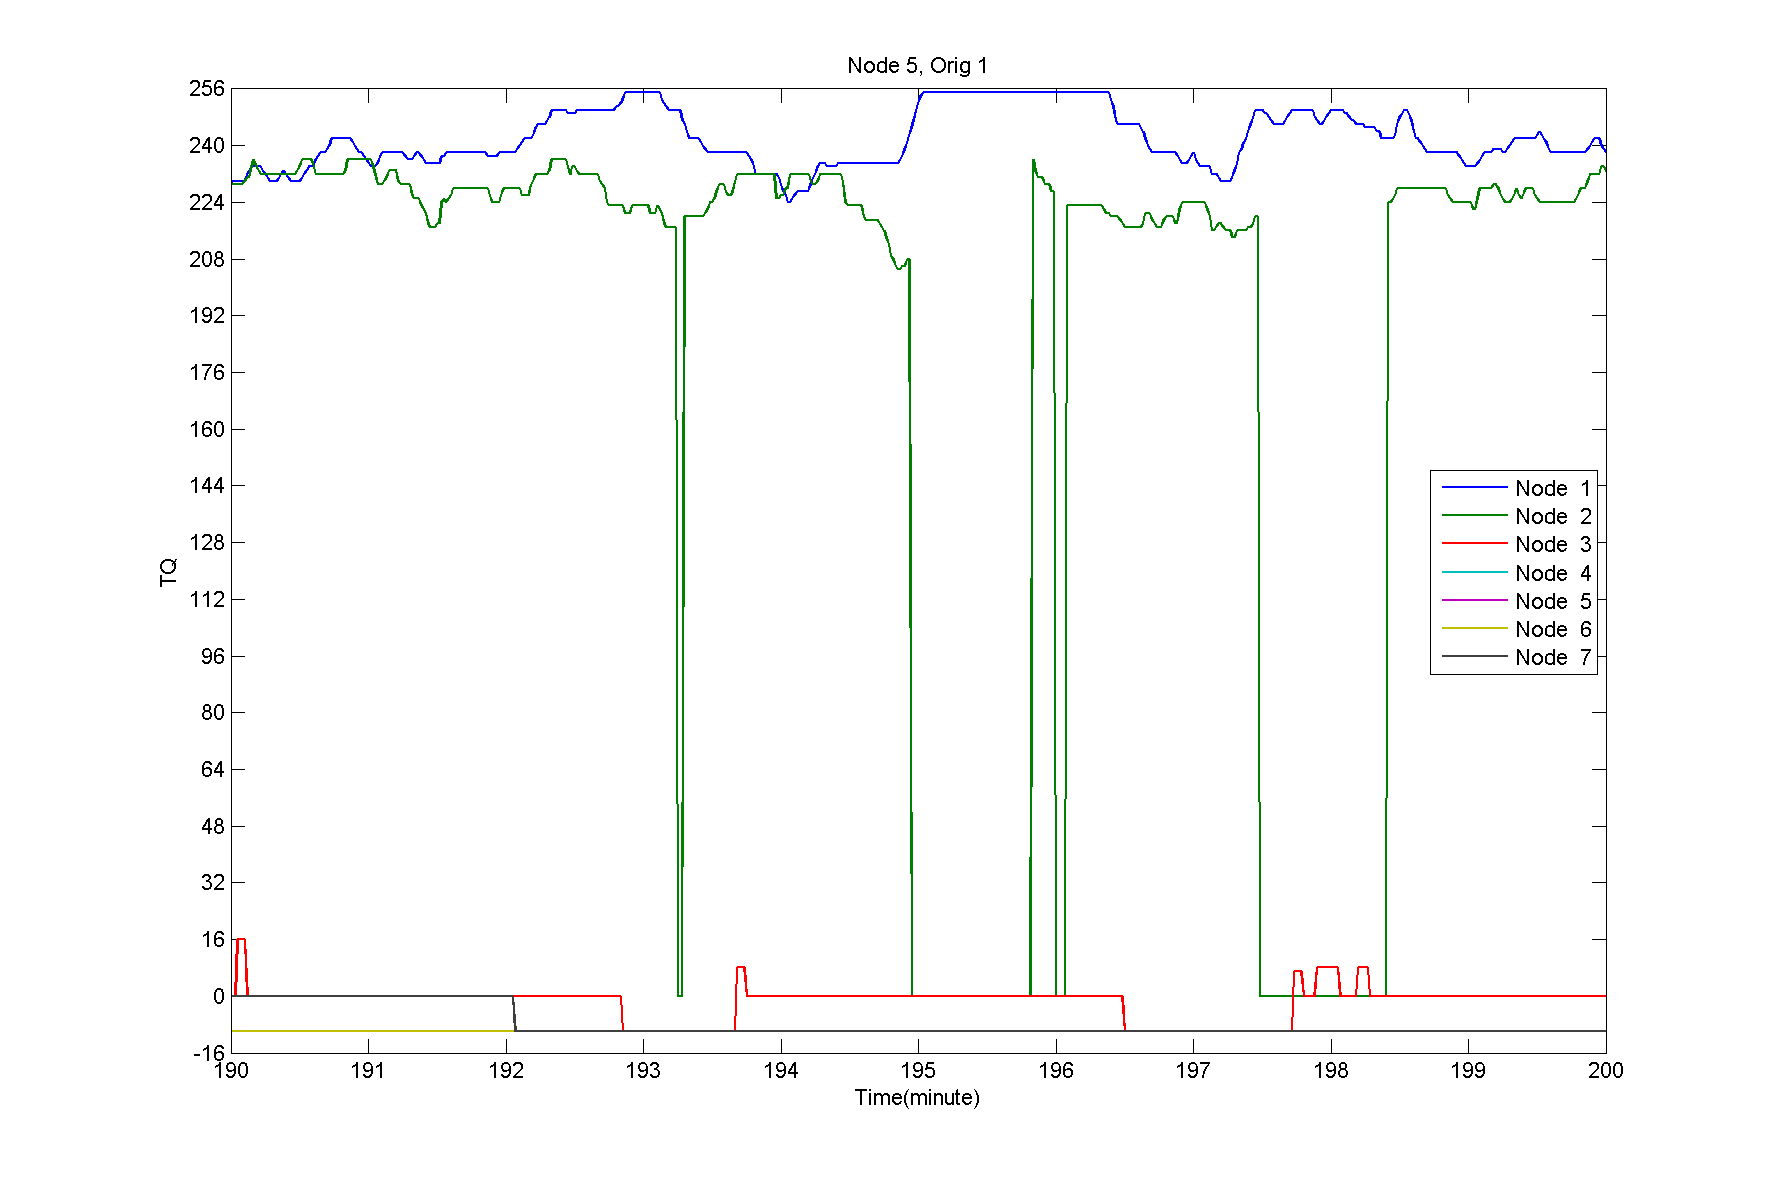 Node 5, Orig 1
256
240
224
208
192
176
160
144
128
112
96
80
64
48
32
16
0
-16
TQ
Node 1
Node 2
Node 3
Node 4
Node 5
Node 6
Node 7
190 191 192 193 194 195 196 197 198 199 200
Time(minute)